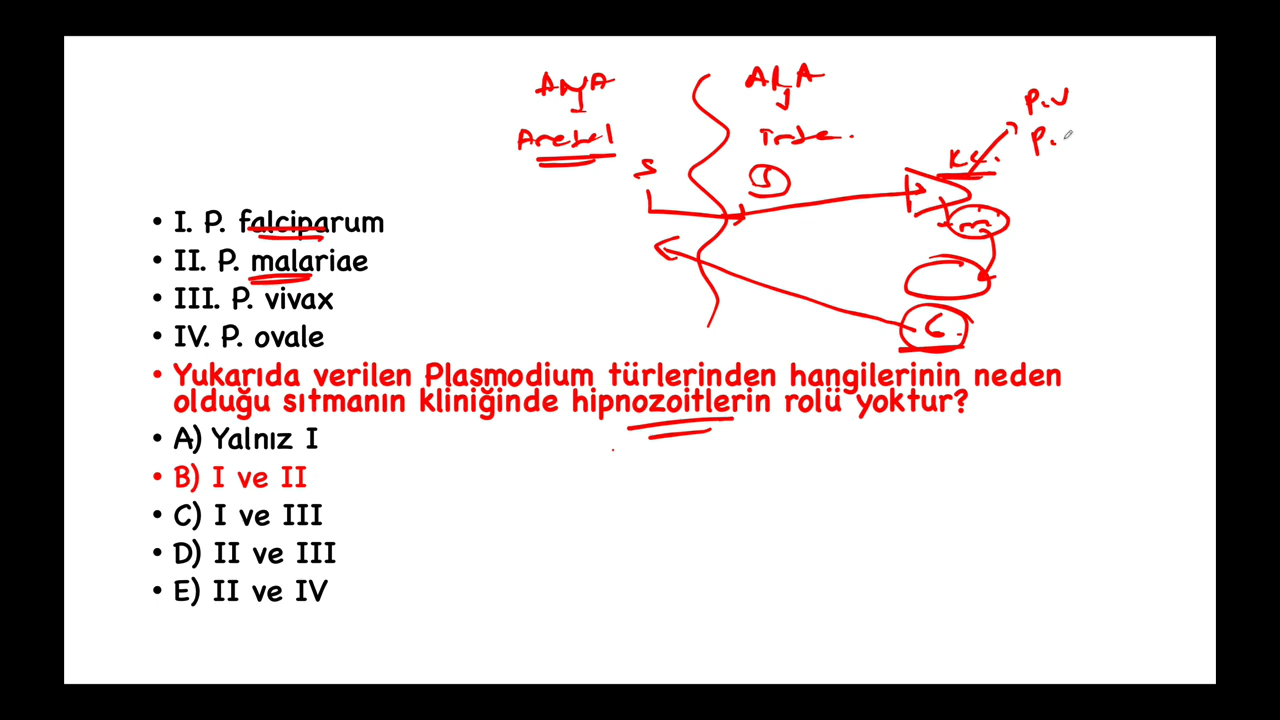 Anofel
S
S
KC.
P.V
P.
m
G
• I. P. falciparum
• II. P. malariae
• III. P. vivax
• IV. P. ovale
• Yukarıda verilen Plasmodium türlerinden hangilerinin neden
olduğu sıtmanın kliniğinde hipnozoitlerin rolü yoktur?
• A) Yalnız I
• B) I ve II
• C) I ve III
• D) II ve III
• E) II ve IV